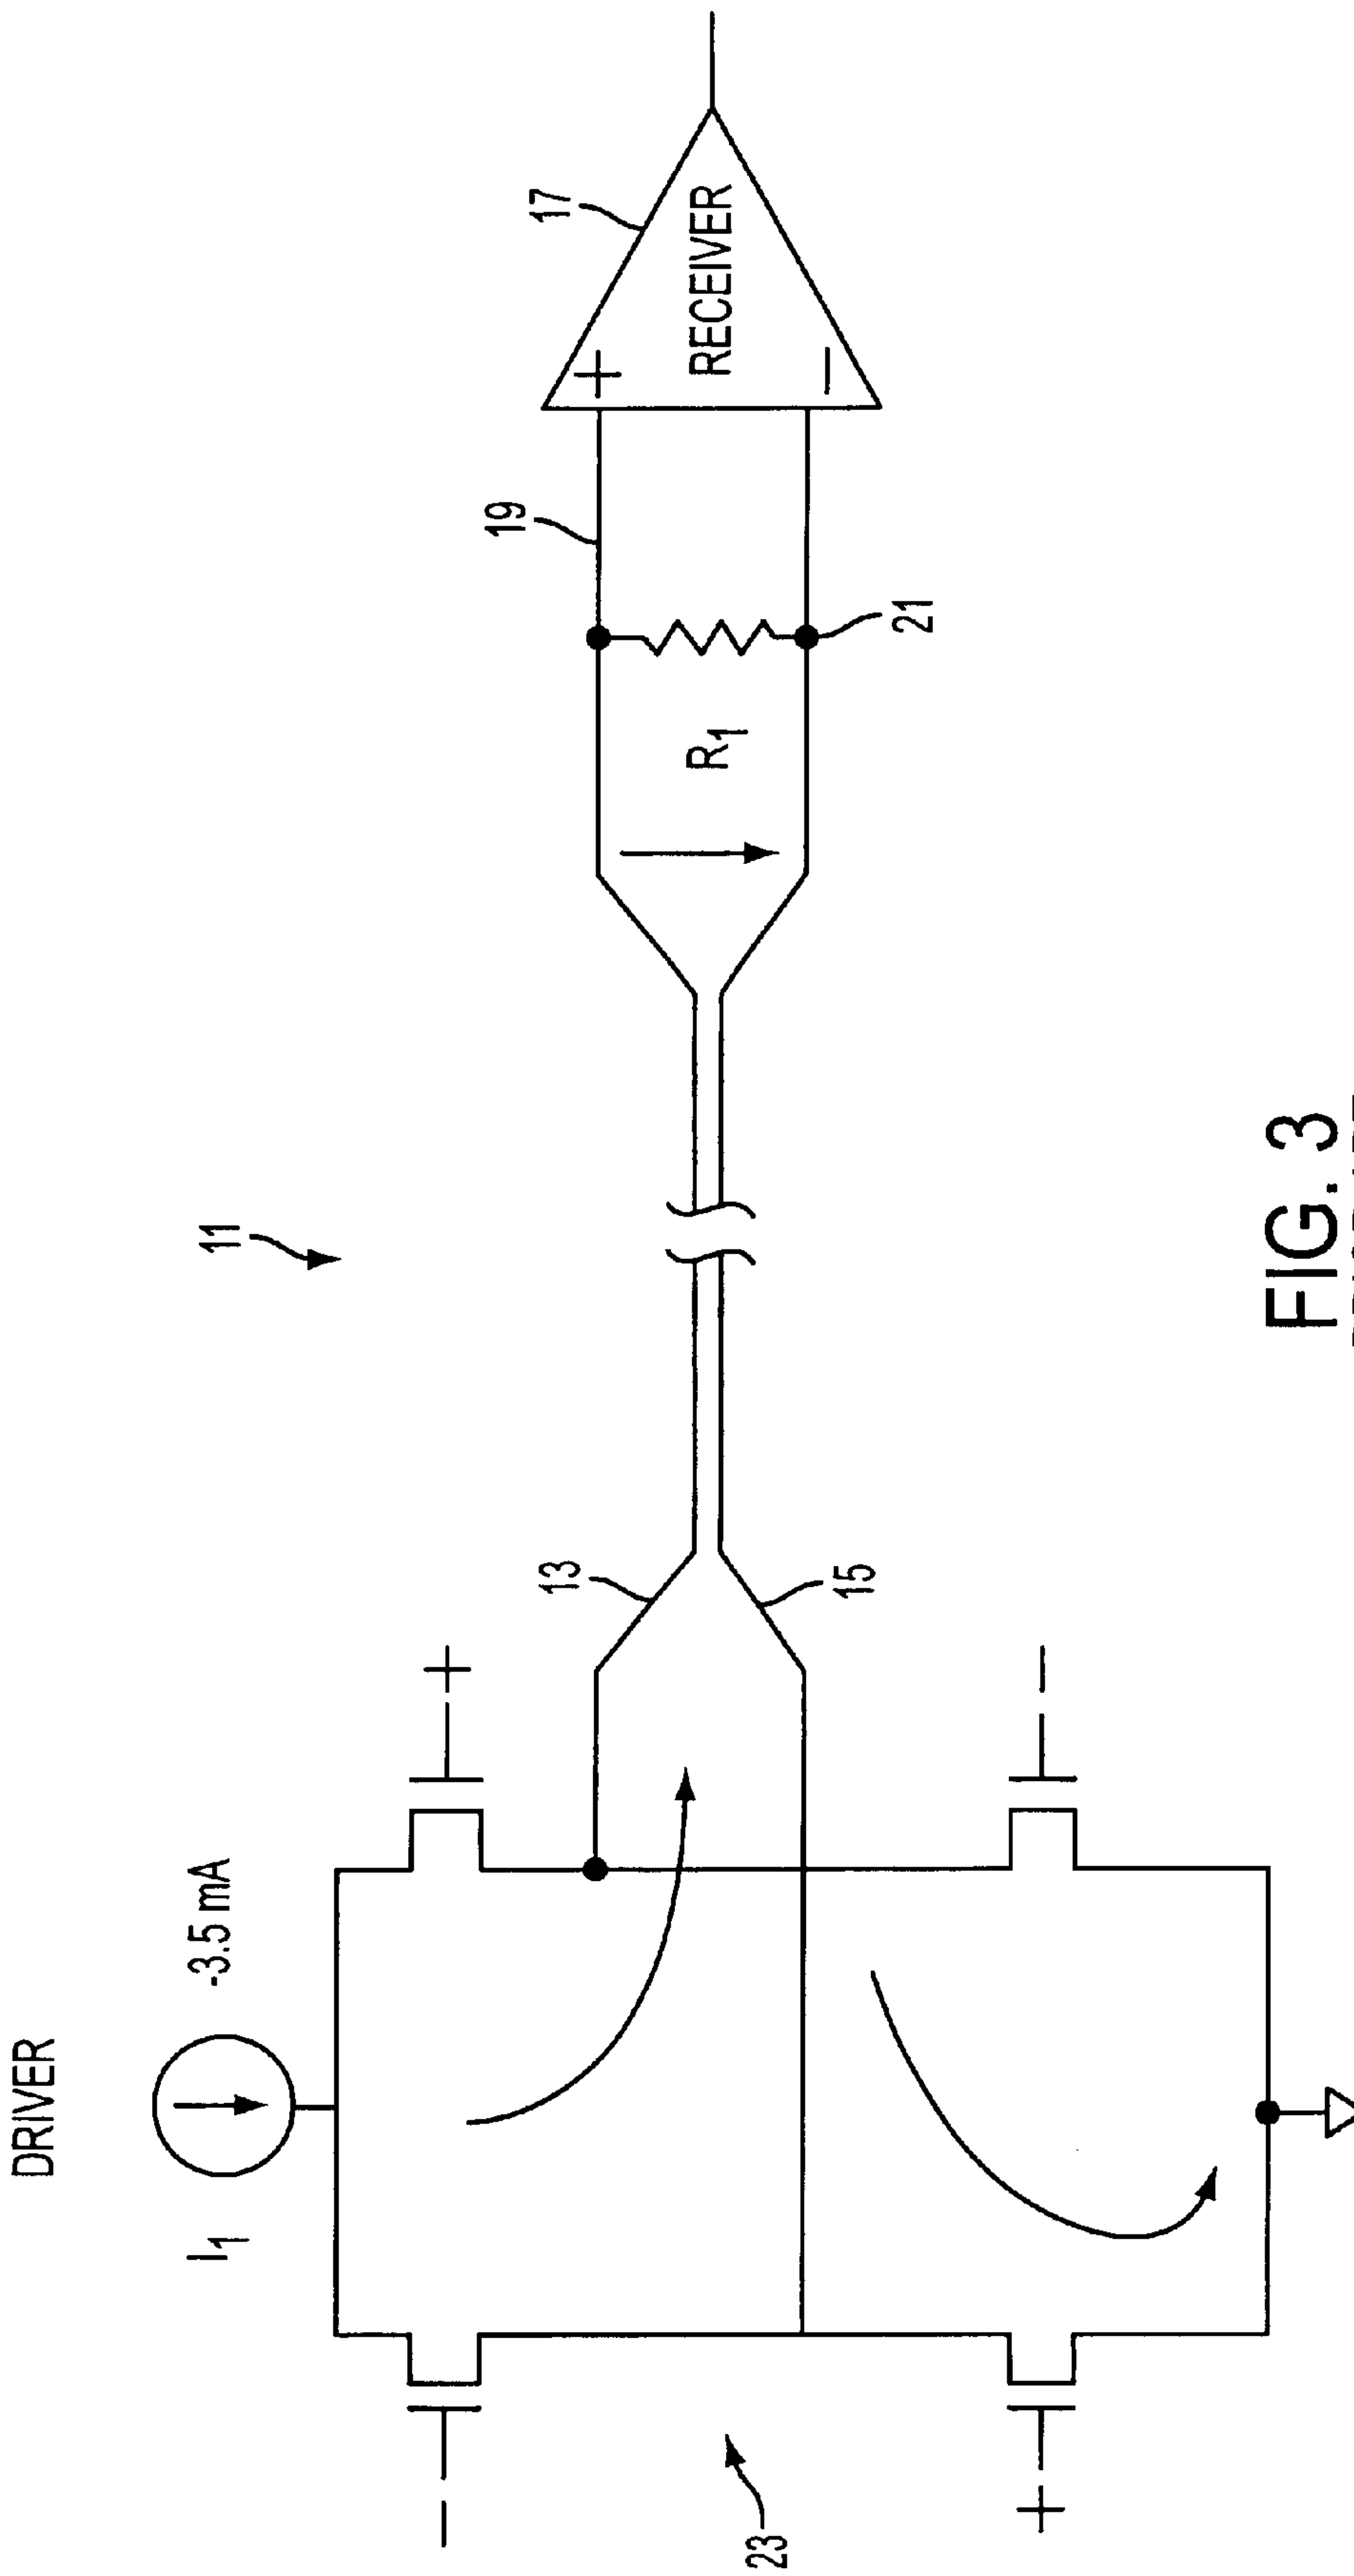 DRIVER
I₁ -3.5 mA
11
− +
19
17
13
+
RECEIVER
R₁
23
−
15
21
+ −
FIG. 3